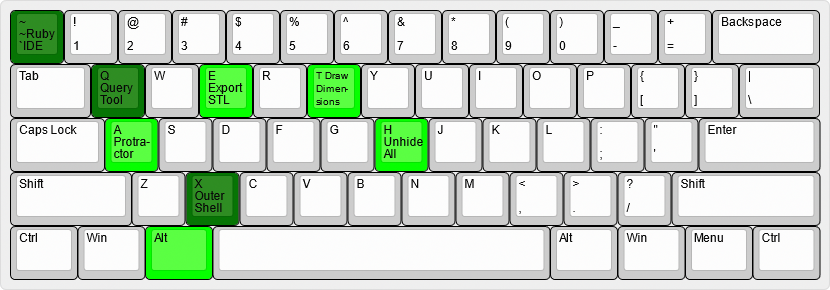 ~ ! @ # $ % ^ & * ( ) _ + Backspace
~Ruby
`IDE 1 2 3 4 5 6 7 8 9 0 - =
Tab Q W E R T Draw Y U I O P { } |
Query Export Dimen-
Tool STL sions [ ] \
Caps Lock A S D F G H J K L : " Enter
Protra- Unhide
ctor All ; '
Shift Z X C V B N M < > ? Shift
Outer
Shell , . /
Ctrl Win Alt Alt Win Menu Ctrl